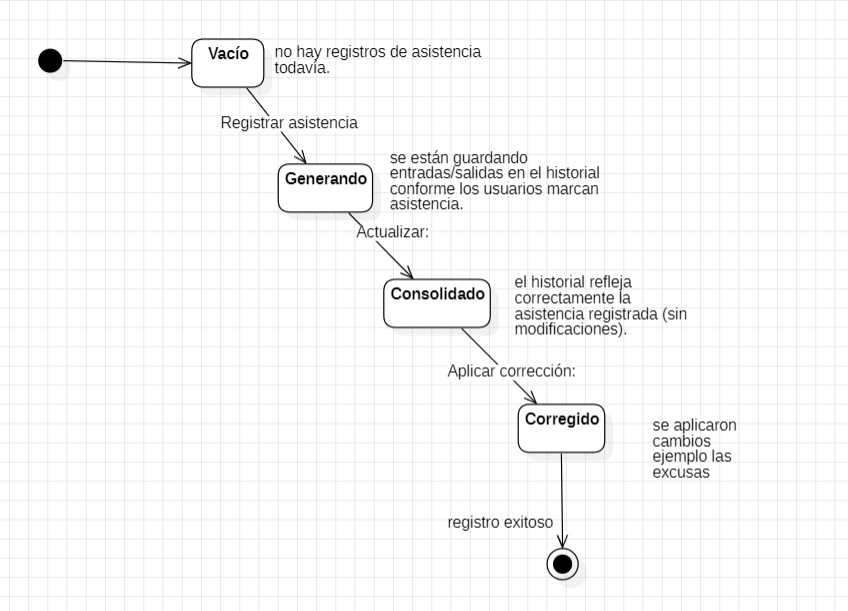 Vacío
no hay registros de asistencia
todavía.
Registrar asistencia
Generando
se están guardando
entradas/salidas en el historial
conforme los usuarios marcan
asistencia.
Actualizar:
Consolidado
el historial refleja
correctamente la
asistencia registrada (sin
modificaciones).
Aplicar corrección:
Corregido
se aplicaron
cambios
ejemplo las
excusas
registro exitoso